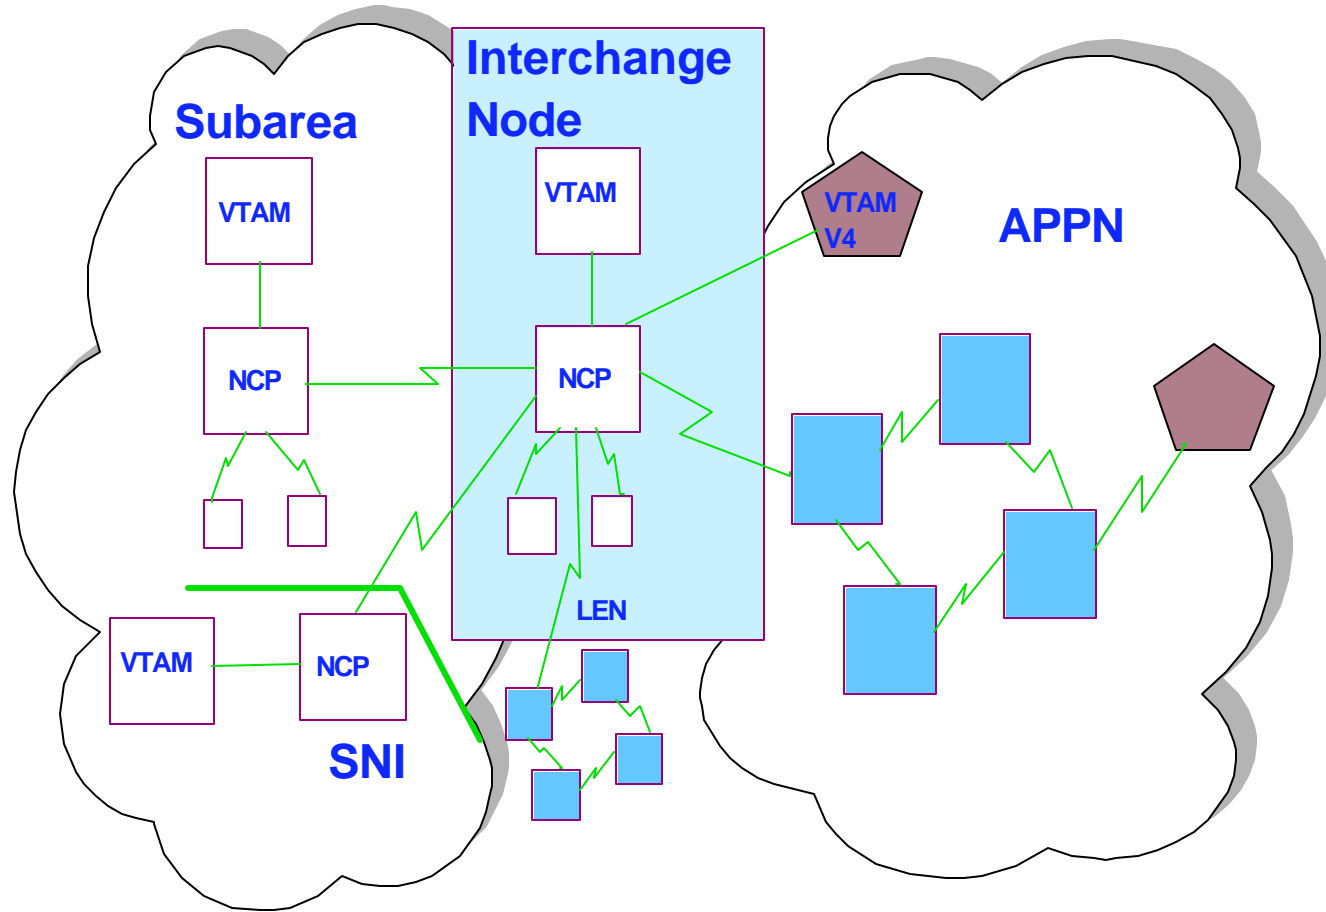 Interchange
Node
Subarea
VTAM
VTAM
VTAM
V4
APPN
NCP
NCP
LEN
VTAM
NCP
SNI